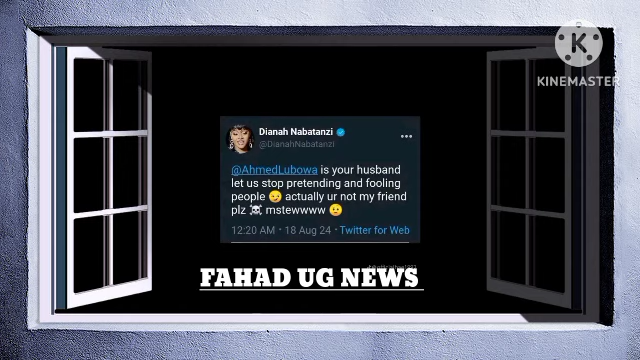 KINEMASTER
Dianah Nabatanzi
@DianahNabatanzi
@AhmedLubowa is your husband
let us stop pretending and fooling
people 😏 actually ur not my friend
plz ☠️ mstewwww 🤨
12:20 AM · 18 Aug 24 · Twitter for Web
FAHAD UG NEWS